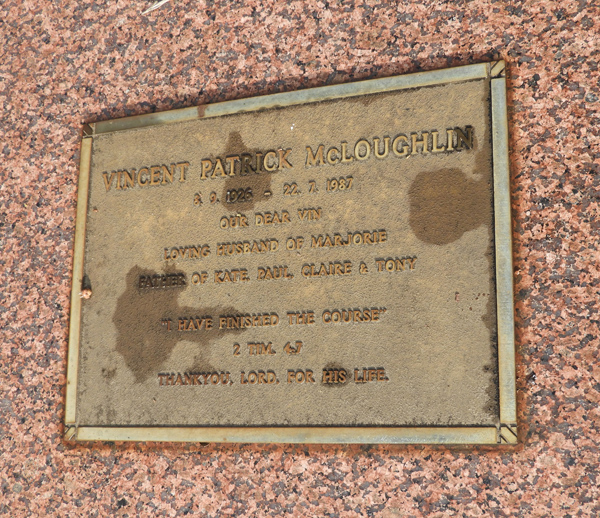 VINCENT PATRICK McLOUGHLIN
8. 9. 1926 - 22. 7. 1987
OUR DEAR VIN
LOVING HUSBAND OF MARJORIE
FATHER OF KATE, PAUL, CLAIRE & TONY
"I HAVE FINISHED THE COURSE"
2 TIM. 4.7
THANKYOU, LORD, FOR HIS LIFE.